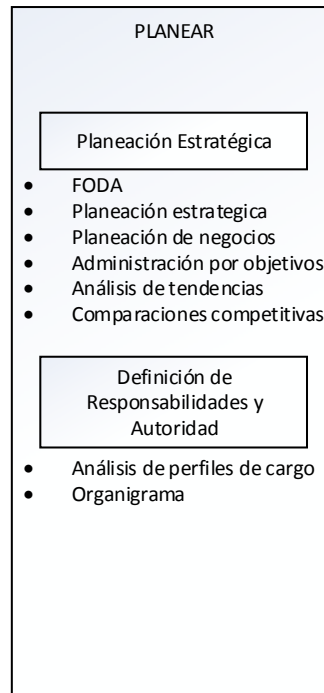 PLANEAR
Planeación Estratégica
• FODA
• Planeación estrategica
• Planeación de negocios
• Administración por objetivos
• Análisis de tendencias
• Comparaciones competitivas
Definición de
Responsabilidades y
Autoridad
• Análisis de perfiles de cargo
• Organigrama